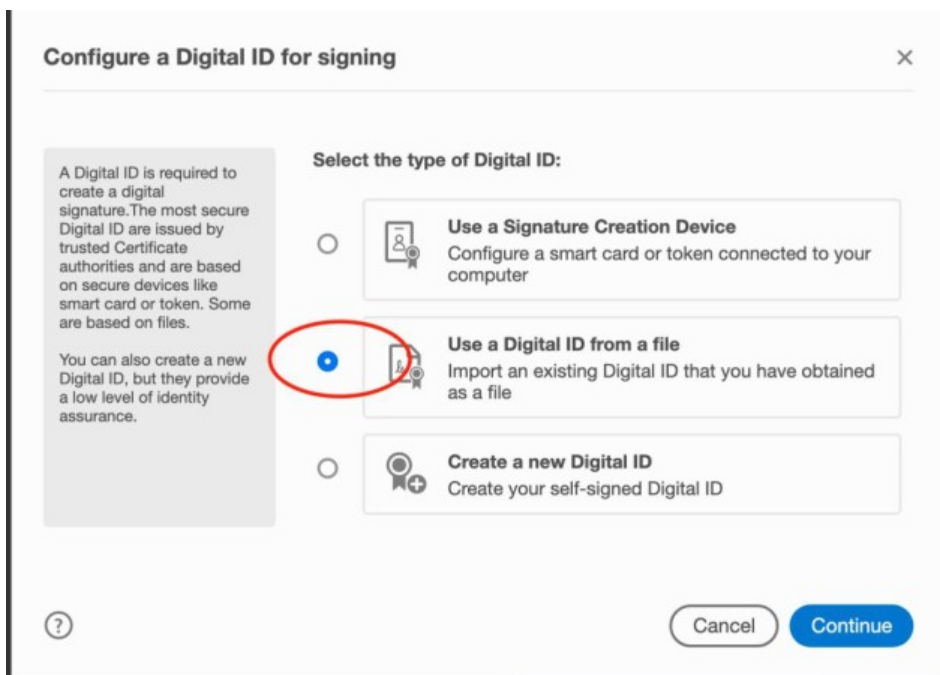 Configure a Digital ID for signing
A Digital ID is required to
create a digital
signature.The most secure
Digital ID are issued by
trusted Certificate
authorities and are based
on secure devices like
smart card or token. Some
are based on files.
You can also create a new
Digital ID, but they provide
a low level of identity
assurance.
Select the type of Digital ID:
Use a Signature Creation Device
Configure a smart card or token connected to your
computer
Use a Digital ID from a file
Import an existing Digital ID that you have obtained
as a file
Create a new Digital ID
Create your self-signed Digital ID
?
Cancel
Continue